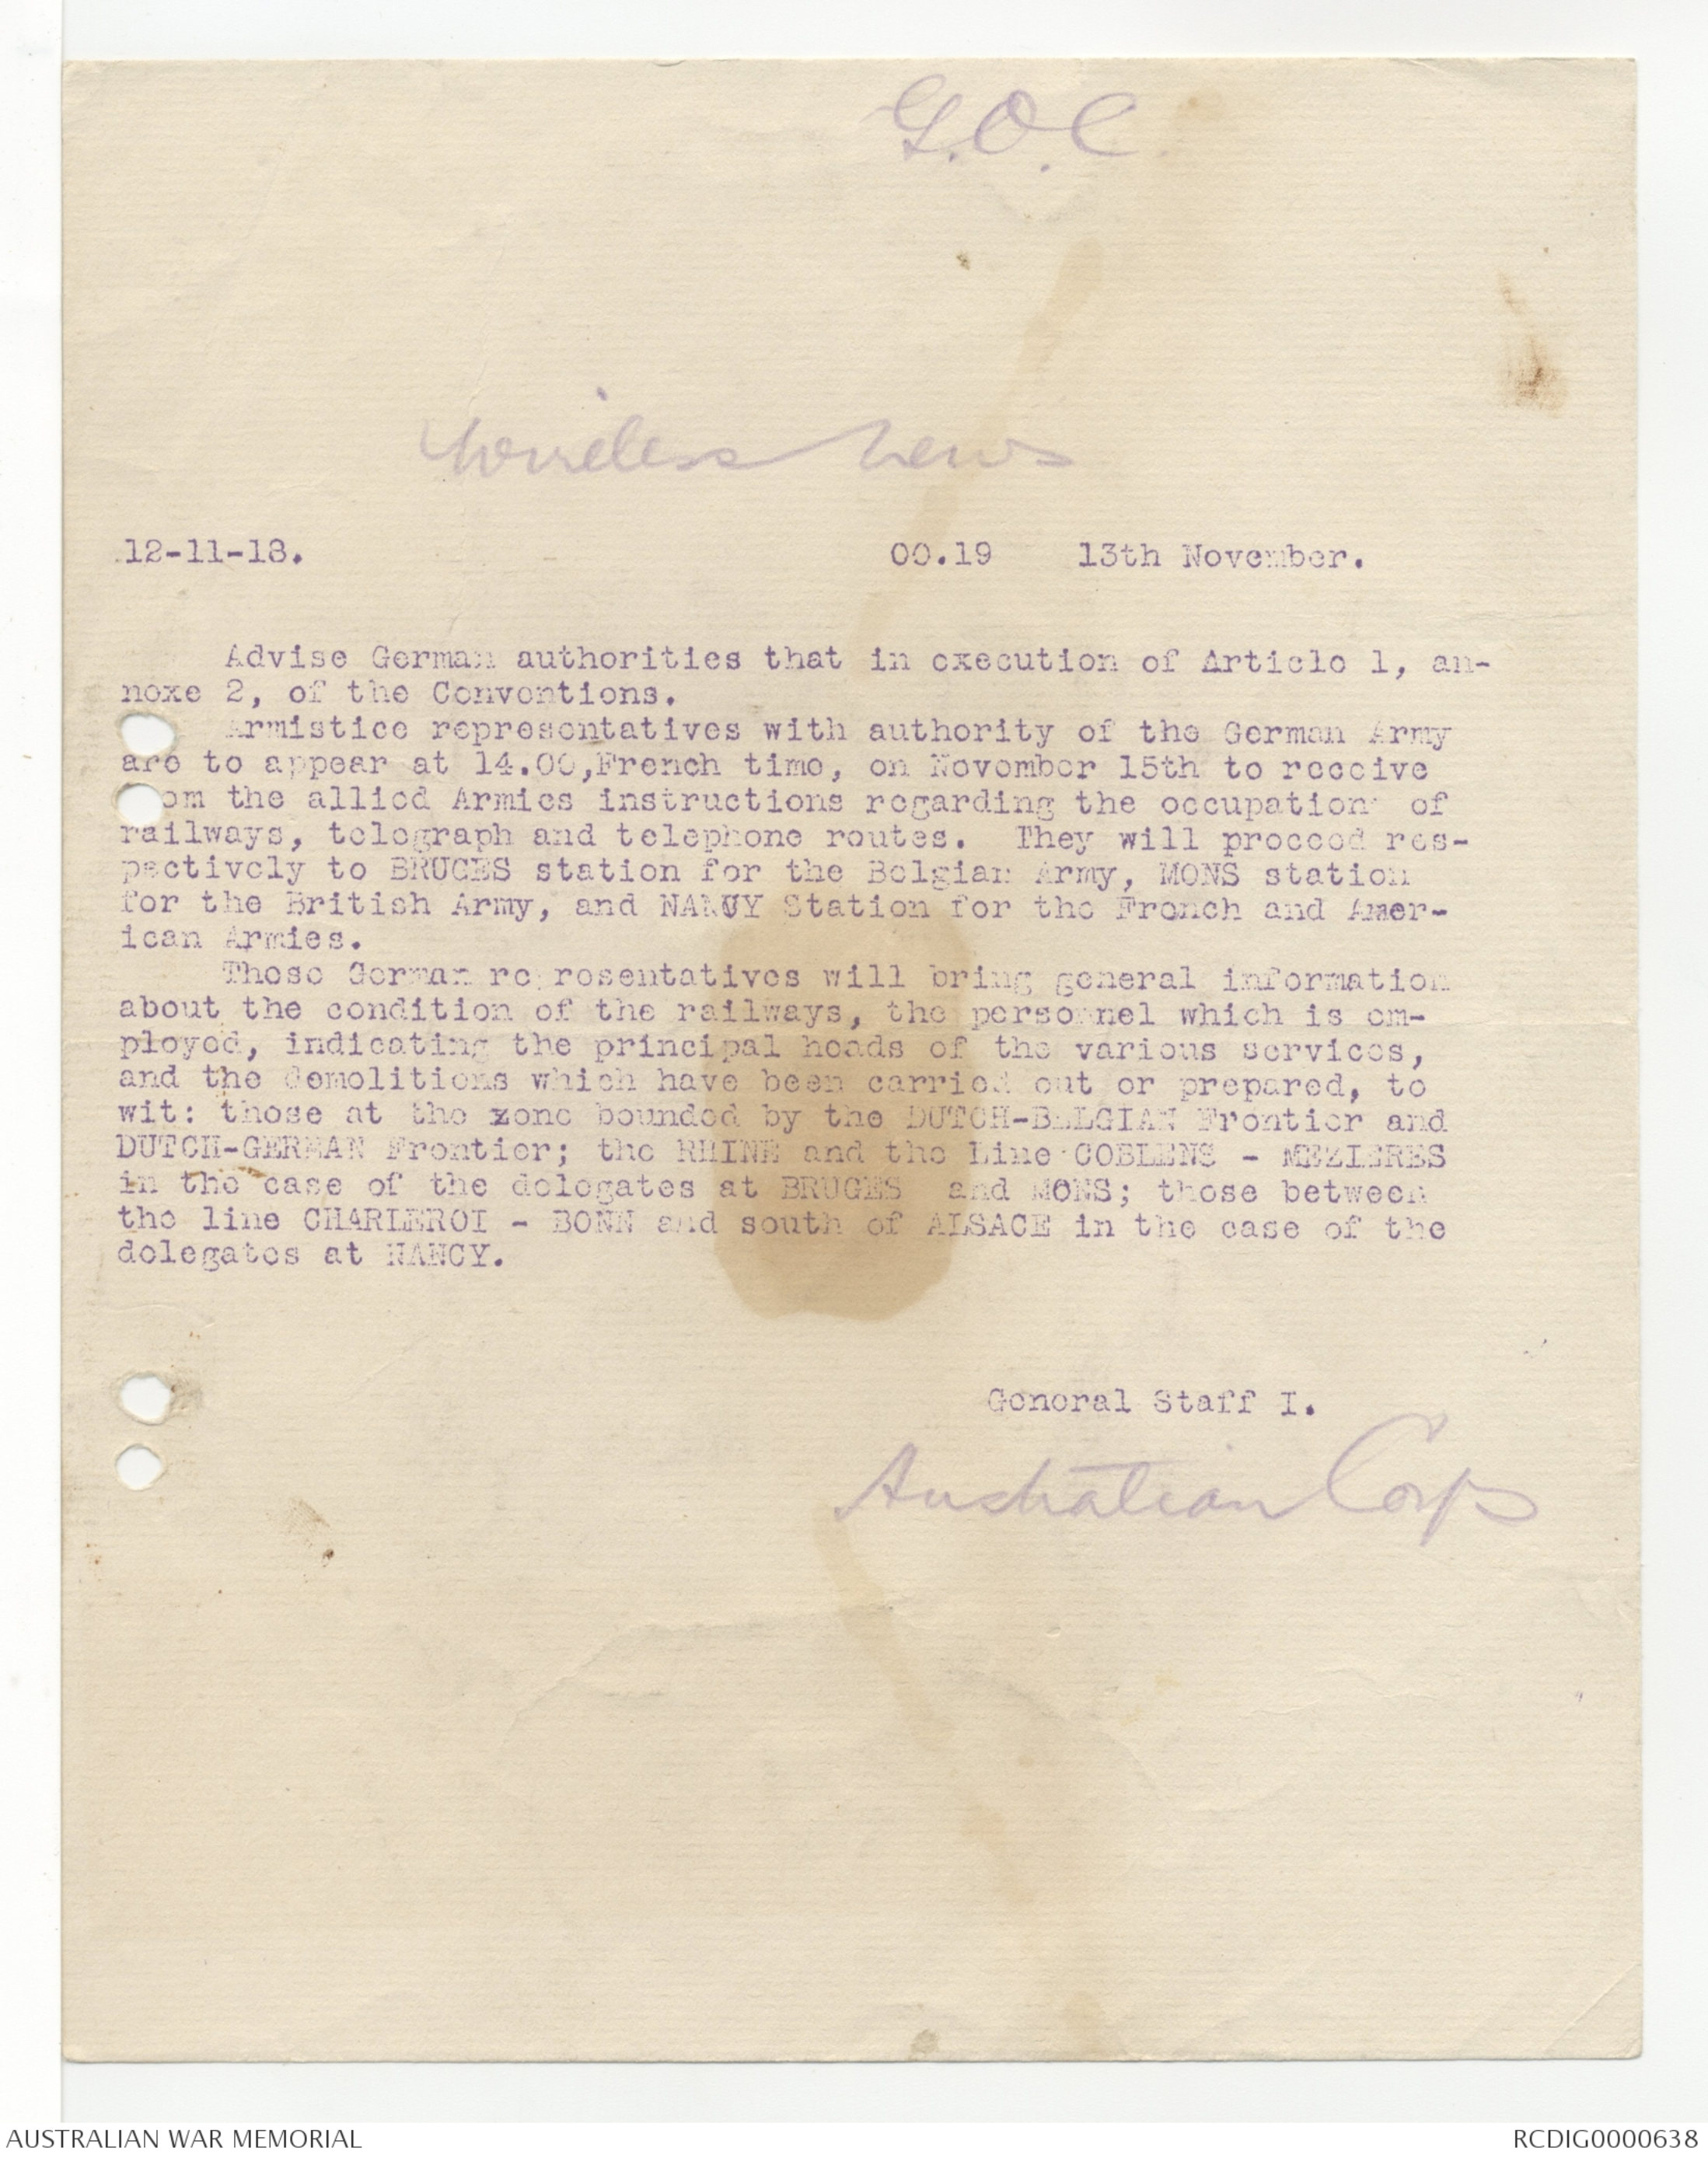 G.O.C
Wireless News
12-11-18.	00.19	13th November.
Advise German authorities that in execution of Article 1, an-
nexe 2, of the Conventions.
Armistice representatives with authority of the German Army
are to appear at 14.00,French time, on November 15th to receive
from the allied Armies instructions regarding the occupation of
railways, telegraph and telephone routes. They will proceed res-
pectively to BRUGES station for the Belgian Army, MONS station
for the British Army, and NANCY Station for the French and Amer-
ican Armies.
These German representatives will bring general information
about the condition of the railways, the personnel which is em-
ployed, indicating the principal heads of the various services,
and the demolitions which have been carried out or prepared, to
wit: those at the zone bounded by the DUTCH-BELGIAN Frontier and
DUTCH-GERMAN Frontier; the RHINE and the Line COBLENS - MEZIERES
in the case of the delegates at BRUGES and MONS; those between
the line CHARLEROI - BONN and south of ALSACE in the case of the
delegates at NANCY.
General Staff I.
Australian Corps
AUSTRALIAN WAR MEMORIAL	RCDIG0000638